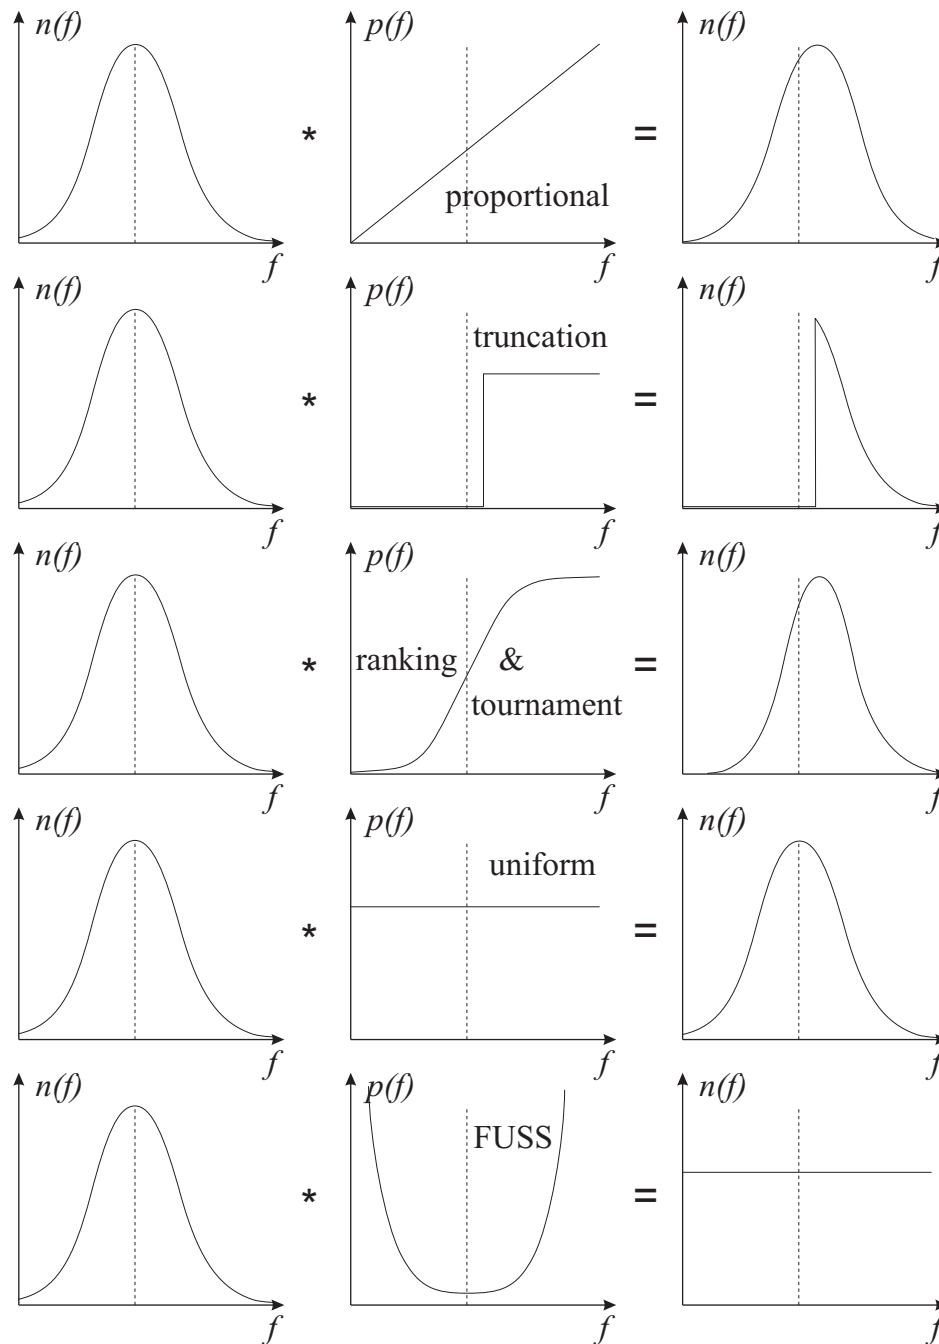 n(f) p(f) n(f)
* =
proportional
f f f
n(f) p(f) n(f)
truncation
* =
f f f
n(f) p(f) n(f)
ranking * & =
tournament
f f f
n(f) p(f) n(f)
uniform
* =
f f f
n(f) p(f) n(f)
FUSS
* =
f f f